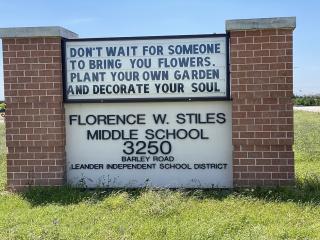 DON'T WAIT FOR SOMEONE
TO BRING YOU FLOWERS.
PLANT YOUR OWN GARDEN
AND DECORATE YOUR SOUL.
FLORENCE W. STILES
MIDDLE SCHOOL
3250
BARLEY ROAD
LEANDER INDEPENDENT SCHOOL DISTRICT